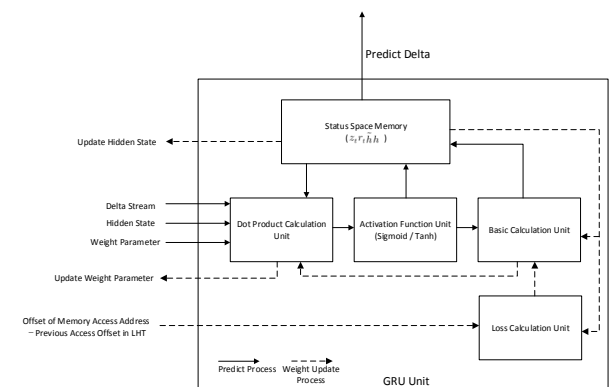 Predict Delta
Status Space Memory
( z_t r_t h̃ h )
Update Hidden State
Delta Stream
Hidden State
Weight Parameter
Dot Product Calculation
Unit
Activation Function Unit
(Sigmoid / Tanh)
Basic Calculation Unit
Update Weight Parameter
Offset of Memory Access Address
– Previous Access Offset in LHT
Loss Calculation Unit
Predict Process
Weight Update
Process
GRU Unit